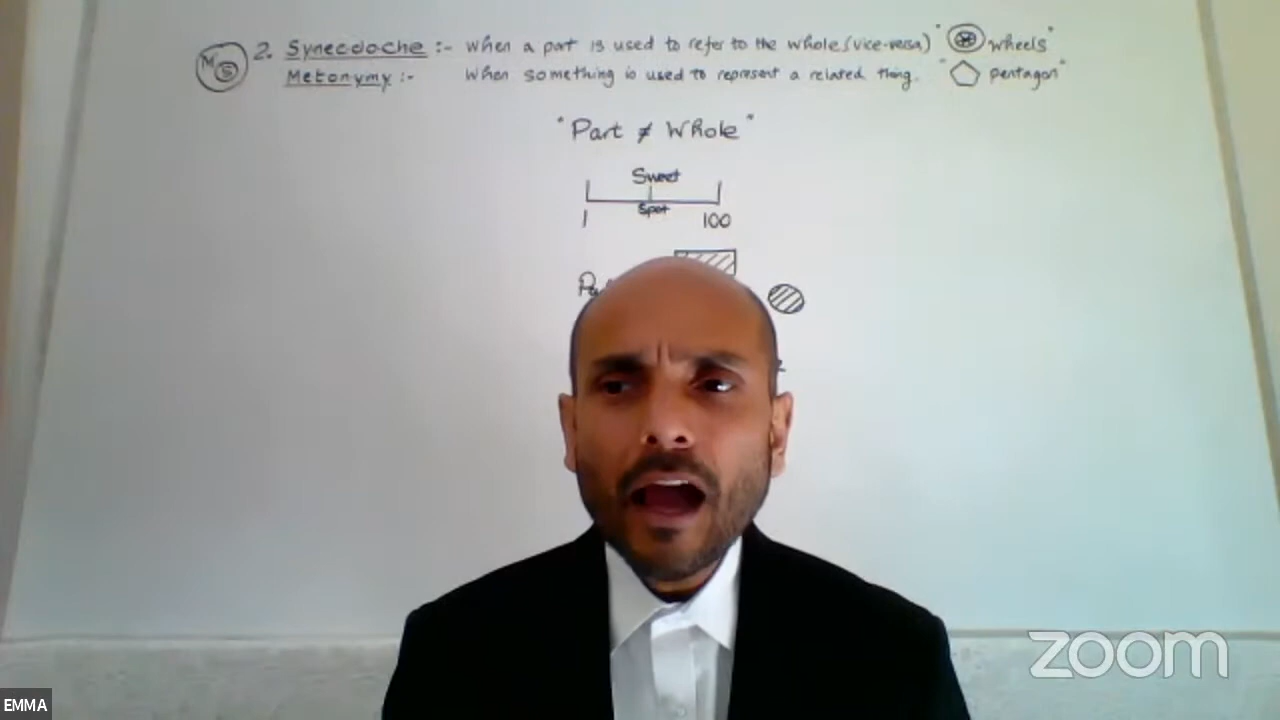 M S
2. Synecdoche :- When a part is used to refer to the whole (vice-versa) " wheels"
Metonymy :- When something is used to represent a related thing. " pentagon"
"Part ≠ Whole"
Sweet
Spot
1 100
zoom
EMMA